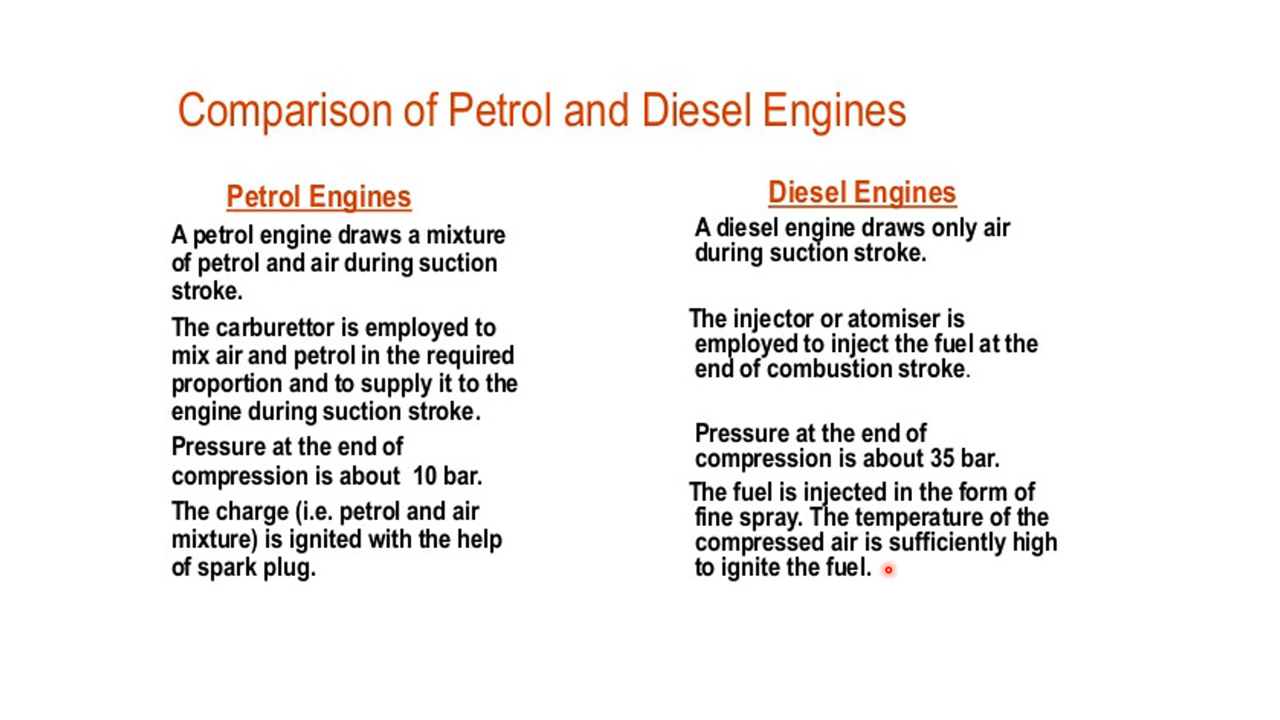 Comparison of Petrol and Diesel Engines
Petrol Engines
A petrol engine draws a mixture
of petrol and air during suction
stroke.
The carburettor is employed to
mix air and petrol in the required
proportion and to supply it to the
engine during suction stroke.
Pressure at the end of
compression is about 10 bar.
The charge (i.e. petrol and air
mixture) is ignited with the help
of spark plug.
Diesel Engines
A diesel engine draws only air
during suction stroke.
The injector or atomiser is
employed to inject the fuel at the
end of combustion stroke.
Pressure at the end of
compression is about 35 bar.
The fuel is injected in the form of
fine spray. The temperature of the
compressed air is sufficiently high
to ignite the fuel.